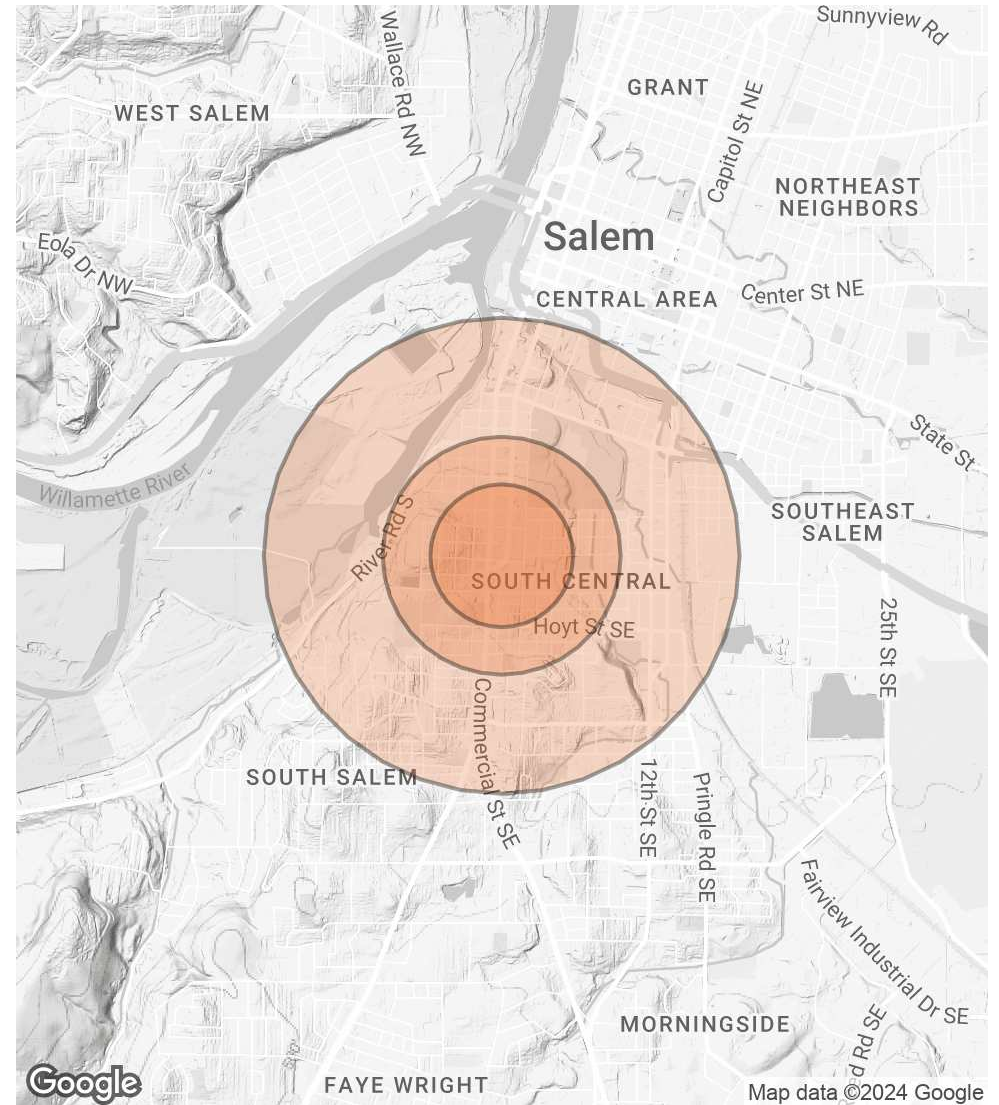 Sunnyview Rd
Wallace Rd NW
GRANT
WEST SALEM
Capitol St NE
NORTHEAST
NEIGHBORS
Salem
Eola Dr NW
Center St NE
CENTRAL AREA
State St
Willamette River
River Rd S
SOUTHEAST
SALEM
SOUTH CENTRAL
Hoyt St SE
25th St SE
Commercial St SE
SOUTH SALEM
12th St SE
Pringle Rd SE
Fairview Industrial Dr SE
MORNINGSIDE
Rd SE
FAYE WRIGHT
Google
Map data ©2024 Google